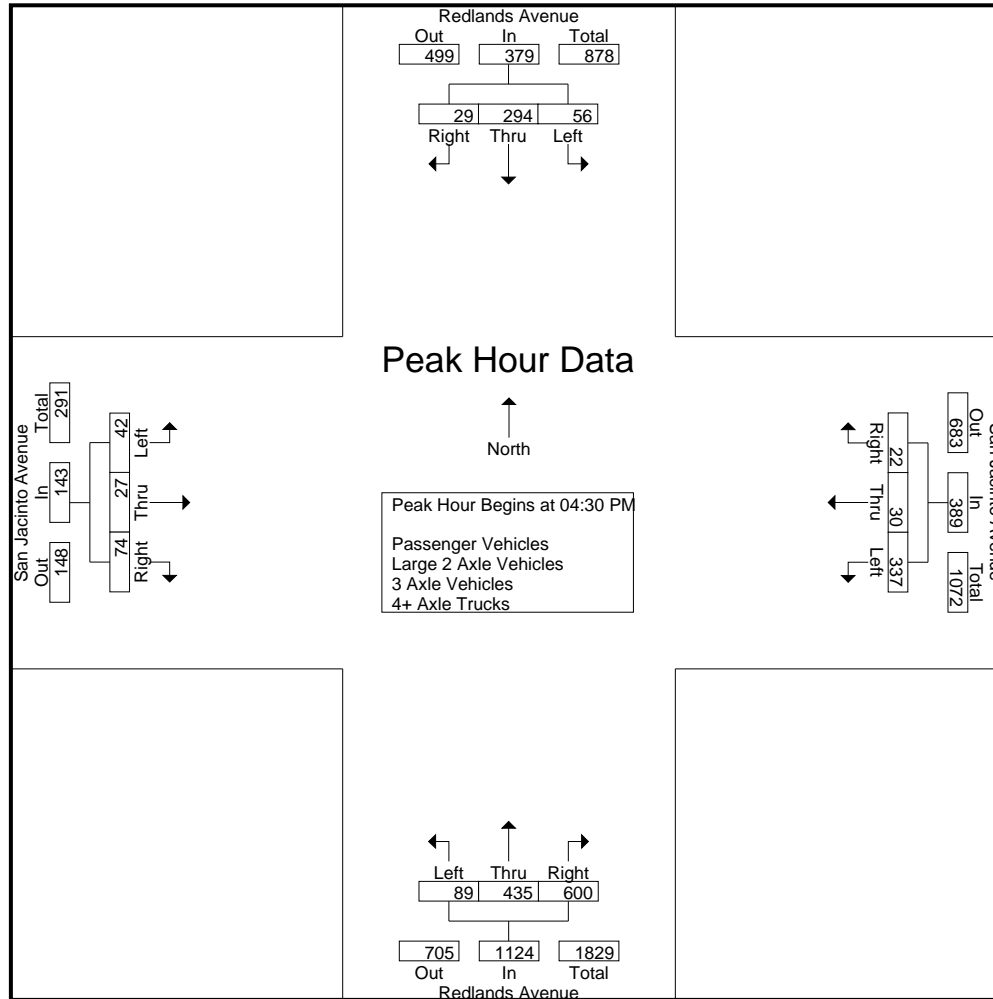 Redlands Avenue
Out In Total
499 379 878
29 294 56
Right Thru Left
Peak Hour Data
North
Peak Hour Begins at 04:30 PM
Passenger Vehicles
Large 2 Axle Vehicles
3 Axle Vehicles
4+ Axle Trucks
San Jacinto Avenue
Out In Total
148 143 291
74 27 42
Right Thru Left
Out In Total
683 389 1072
22 30 337
Right Thru Left
Left Thru Right
89 435 600
705 1124 1829
Out In Total
Redlands Avenue